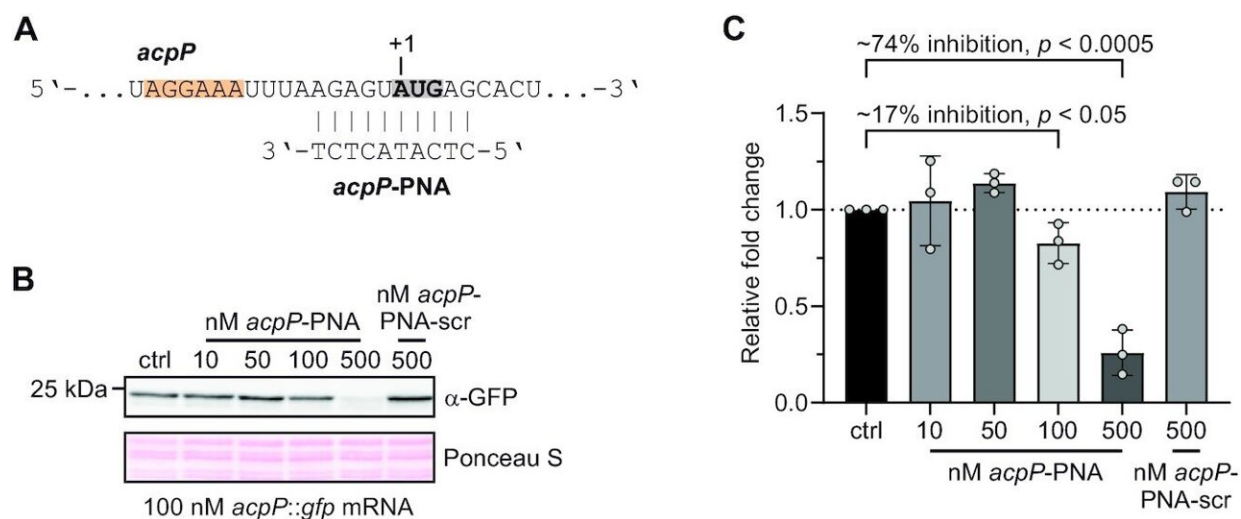 A
acpP
+1
5'-...UAGGAAAUUUAAGAGUAUGAGCACU...-3'
3'-TCTCATACTC-5'
acpP-PNA
B
nM acpP-PNA
nM acpP-
PNA-scr
ctrl 10 50 100 500 500
25 kDa
α-GFP
Ponceau S
100 nM acpP::gfp mRNA
C
~74% inhibition, p < 0.0005
~17% inhibition, p < 0.05
Relative fold change
1.5
1.0
0.5
0.0
ctrl 10 50 100 500 500
nM acpP-PNA
nM acpP-
PNA-scr